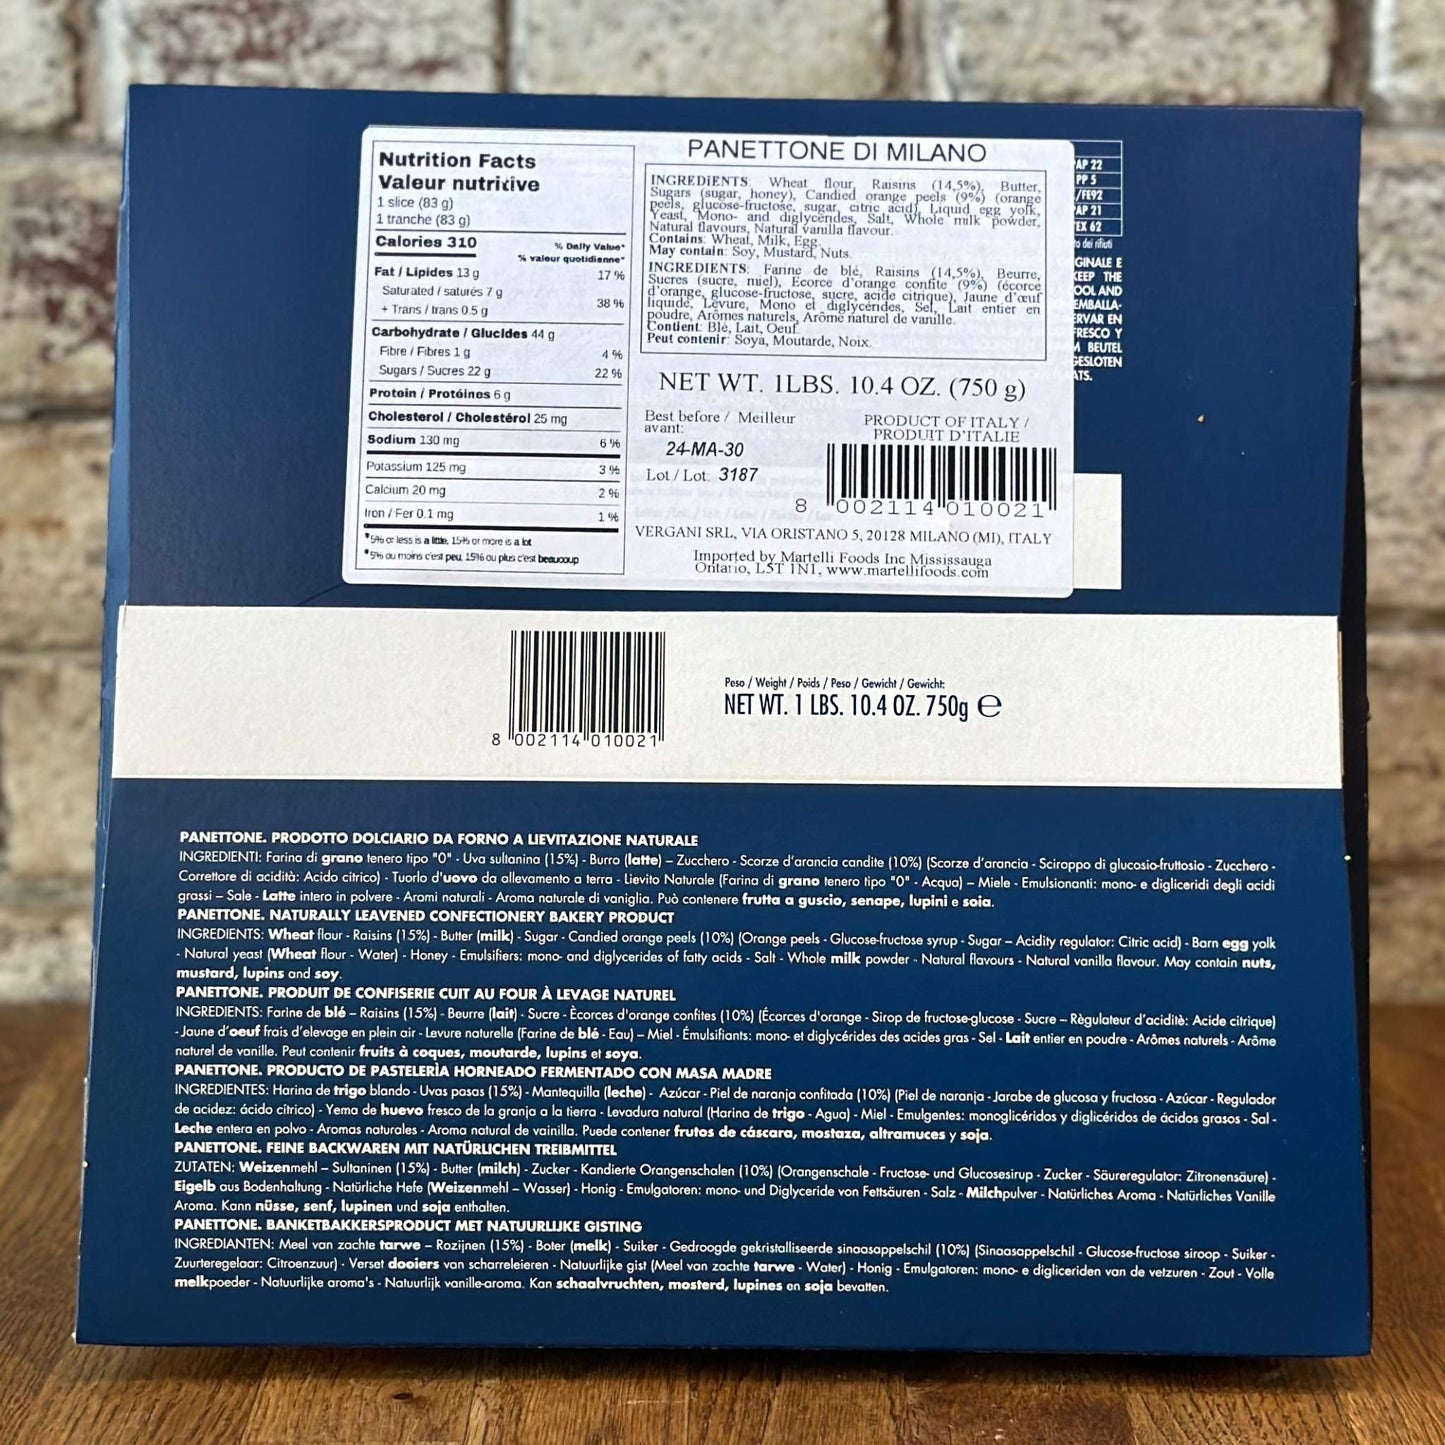 Nutrition Facts
Valeur nutritive
1 slice (83 g)
1 tranche (83 g)
Calories 310
% Daily Value*
% valeur quotidienne*
Fat / Lipides 13 g 17 %
Saturated / saturés 7 g
+ Trans / trans 0.5 g 38 %
Carbohydrate / Glucides 44 g
Fibre / Fibres 1 g 4 %
Sugars / Sucres 22 g 22 %
Protein / Protéines 6 g
Cholesterol / Cholestérol 25 mg
Sodium 130 mg 6 %
Potassium 125 mg 3 %
Calcium 20 mg 2 %
Iron / Fer 0.1 mg 1 %
*5% or less is a little, 15% or more is a lot
*5% ou moins c'est peu, 15% ou plus c'est beaucoup
PANETTONE DI MILANO
INGREDiENTS: Wheat flour, Raisins (14,5%), Butter,
Sugars (sugar, honey), Candied orange peels (9%) (orange
peels, glucose-fructose, sugar, citric acid), Liquid egg yolk,
Yeast, Mono- and diglycerides, Salt, Whole milk powder,
Natural flavours, Natural vanilla flavour.
Contains: Wheat, Milk, Egg.
May contain: Soy, Mustard, Nuts.
INGREDIENTS: Farine de blé, Raisins (14,5%), Beurre,
Sucres (sucre, miel), Ecorce d'orange confite (9%) (écorce
d'orange, glucose-fructose, sucre, acide citrique), Jaune d'œuf
liquide, Levure, Mono et diglycérides, Sel, Lait entier en
poudre, Arômes naturels, Arôme naturel de vanille.
Contient: Blé, Lait, Oeuf.
Peut contenir: Soya, Moutarde, Noix.
NET WT. 1LBS. 10.4 OZ. (750 g)
Best before / Meilleur
avant:
24-MA-30
Lot / Lot: 3187
PRODUCT OF ITALY /
PRODUIT D'ITALIE
8 002114 010021
VERGANI SRL, VIA ORISTANO 5, 20128 MILANO (MI), ITALY
Imported by Martelli Foods Inc Mississauga
Ontario, L5T 1N1, www.martellifoods.com
AP 22
PP 5
/FE92
AP 21
EX 62
o dei rifiuti
GINALE E
KEEP THE
OOL AND
EMBALLA-
ERVAR EN
FRESCO Y
M BEUTEL
GESLOTEN
ATS.
8 002114 010021
Peso / Weight / Poids / Peso / Gewicht / Gewicht:
NET WT. 1 LBS. 10.4 OZ. 750g ℮
PANETTONE. PRODOTTO DOLCIARIO DA FORNO A LIEVITAZIONE NATURALE
INGREDIENTI: Farina di grano tenero tipo "0" - Uva sultanina (15%) - Burro (latte) – Zucchero - Scorze d'arancia candite (10%) (Scorze d'arancia - Sciroppo di glucosio-fruttosio - Zucchero -
Correttore di acidità: Acido citrico) - Tuorlo d'uovo da allevamento a terra - Lievito Naturale (Farina di grano tenero tipo "0" - Acqua) – Miele - Emulsionanti: mono- e digliceridi degli acidi
grassi – Sale - Latte intero in polvere - Aromi naturali - Aroma naturale di vaniglia. Può contenere frutta a guscio, senape, lupini e soia.
PANETTONE. NATURALLY LEAVENED CONFECTIONERY BAKERY PRODUCT
INGREDIENTS: Wheat flour - Raisins (15%) - Butter (milk) - Sugar - Candied orange peels (10%) (Orange peels - Glucose-fructose syrup - Sugar – Acidity regulator: Citric acid) - Barn egg yolk
- Natural yeast (Wheat flour - Water) - Honey - Emulsifiers: mono- and diglycerides of fatty acids - Salt - Whole milk powder - Natural flavours - Natural vanilla flavour. May contain nuts,
mustard, lupins and soy.
PANETTONE. PRODUIT DE CONFISERIE CUIT AU FOUR À LEVAGE NATUREL
INGREDIENTS: Farine de blé – Raisins (15%) - Beurre (lait) - Sucre - Ècorces d'orange confites (10%) (Écorces d'orange - Sirop de fructose-glucose - Sucre – Règulateur d'aciditè: Acide citrique)
- Jaune d'oeuf frais d'elevage en plein air - Levure naturelle (Farine de blé - Eau) – Miel - Émulsifiants: mono- et diglycérides des acides gras - Sel - Lait entier en poudre - Arômes naturels - Arôme
naturel de vanille. Peut contenir fruits à coques, moutarde, lupins et soya.
PANETTONE. PRODUCTO DE PASTELERÌA HORNEADO FERMENTADO CON MASA MADRE
INGREDIENTES: Harina de trigo blando - Uvas pasas (15%) - Mantequilla (leche) - Azúcar - Piel de naranja confitada (10%) (Piel de naranja - Jarabe de glucosa y fructosa - Azúcar - Regulador
de acidez: ácido cítrico) - Yema de huevo fresco de la granja a la tierra - Levadura natural (Harina de trigo - Agua) - Miel - Emulgentes: monoglicéridos y diglicéridos de ácidos grasos - Sal -
Leche entera en polvo - Aromas naturales - Aroma natural de vainilla. Puede contener frutos de cáscara, mostaza, altramuces y soja.
PANETTONE. FEINE BACKWAREN MIT NATÜRLICHEN TREIBMITTEL
ZUTATEN: Weizenmehl – Sultaninen (15%) - Butter (milch) - Zucker - Kandierte Orangenschalen (10%) (Orangenschale - Fructose- und Glucosesirup - Zucker - Säureregulator: Zitronensäure) -
Eigelb aus Bodenhaltung - Natürliche Hefe (Weizenmehl – Wasser) - Honig - Emulgatoren: mono- und Diglyceride von Fettsäuren - Salz - Milchpulver - Natürliches Aroma - Natürliches Vanille
Aroma. Kann nüsse, senf, lupinen und soja enthalten.
PANETTONE. BANKETBAKKERSPRODUCT MET NATUURLIJKE GISTING
INGREDIANTEN: Meel van zachte tarwe – Rozijnen (15%) - Boter (melk) - Suiker - Gedroogde gekristalliseerde sinaasappelschil (10%) (Sinaasappelschil - Glucose-fructose siroop - Suiker -
Zuurteregelaar: Citroenzuur) - Verset dooiers van scharreleieren - Natuurlijke gist (Meel van zachte tarwe - Water) - Honig - Emulgatoren: mono- e digliceriden van de vetzuren - Zout - Volle
melkpoeder - Natuurlijke aroma's - Natuurlijk vanille-aroma. Kan schaalvruchten, mosterd, lupines en soja bevatten.